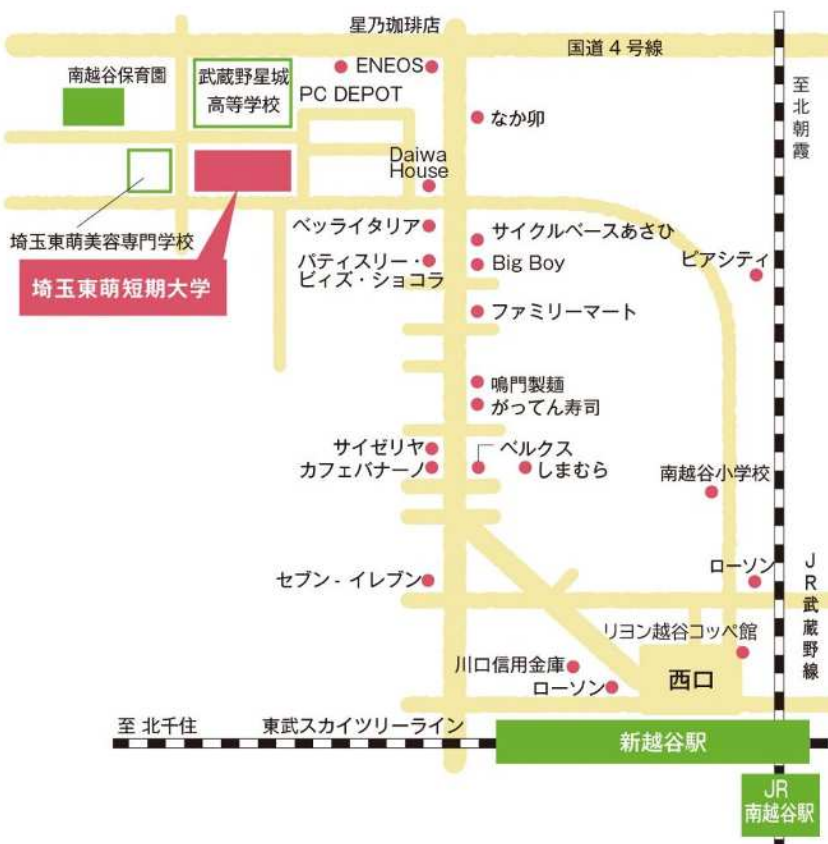 星乃珈琲店
国道4号線
ENEOS
南越谷保育園
武蔵野星城
高等学校
PC DEPOT
なか卯
至北朝霞
Daiwa
House
埼玉東萌美容専門学校
埼玉東萌短期大学
ベッライタリア
サイクルベースあさひ
パティスリー・
ビィズ・ショコラ
Big Boy
ピアシティ
ファミリーマート
鳴門製麺
がってん寿司
サイゼリヤ
ベルクス
カフェバナーノ
しまむら
南越谷小学校
セブン - イレブン
ローソン
JR武蔵野線
リヨン越谷コッペ館
川口信用金庫
ローソン
西口
至 北千住
東武スカイツリーライン
新越谷駅
JR
南越谷駅